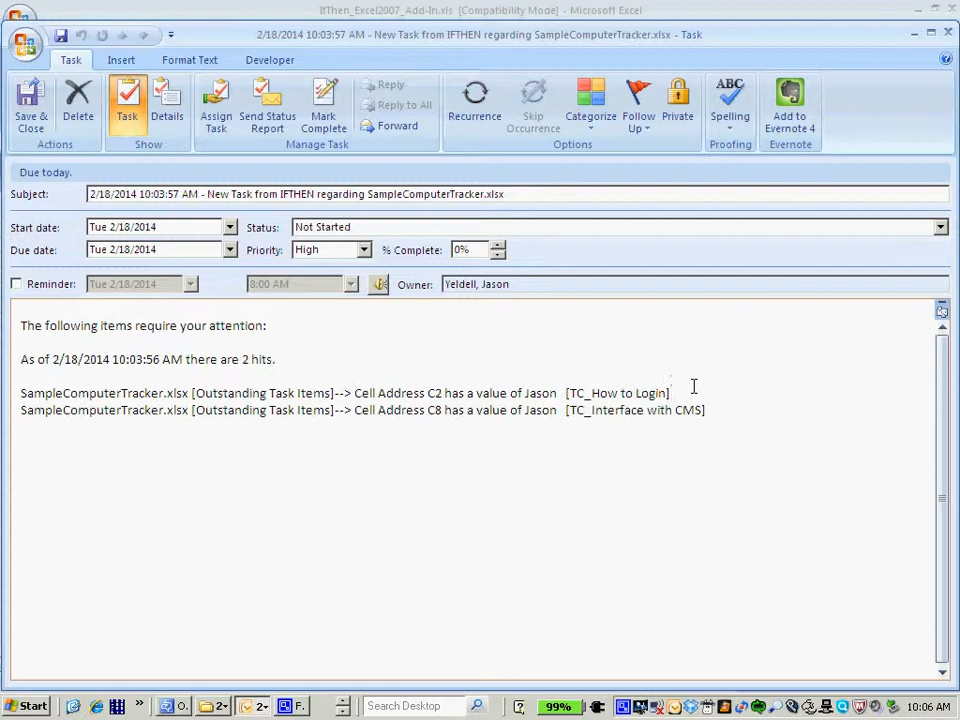 IfThen_Excel2007_Add-In.xls [Compatibility Mode] - Microsoft Excel
2/18/2014 10:03:57 AM - New Task from IFTHEN regarding SampleComputerTracker.xlsx - Task
Task Insert Format Text Developer
Save & Close
Delete
Task
Details
Assign Task
Send Status Report
Mark Complete
Reply
Reply to All
Forward
Recurrence
Skip Occurrence
Categorize
Follow Up
Private
ABC
Spelling
Add to Evernote 4
Actions Show Manage Task Options Proofing Evernote
Due today.
Subject: 2/18/2014 10:03:57 AM - New Task from IFTHEN regarding SampleComputerTracker.xlsx
Start date: Tue 2/18/2014 Status: Not Started
Due date: Tue 2/18/2014 Priority: High % Complete: 0%
Reminder: Tue 2/18/2014 8:00 AM Owner: Yeldell, Jason
The following items require your attention:
As of 2/18/2014 10:03:56 AM there are 2 hits.
SampleComputerTracker.xlsx [Outstanding Task Items]--> Cell Address C2 has a value of Jason [TC_How to Login]
SampleComputerTracker.xlsx [Outstanding Task Items]--> Cell Address C8 has a value of Jason [TC_Interface with CMS]
Start » O. 2 2 F. Search Desktop 99% 10:06 AM